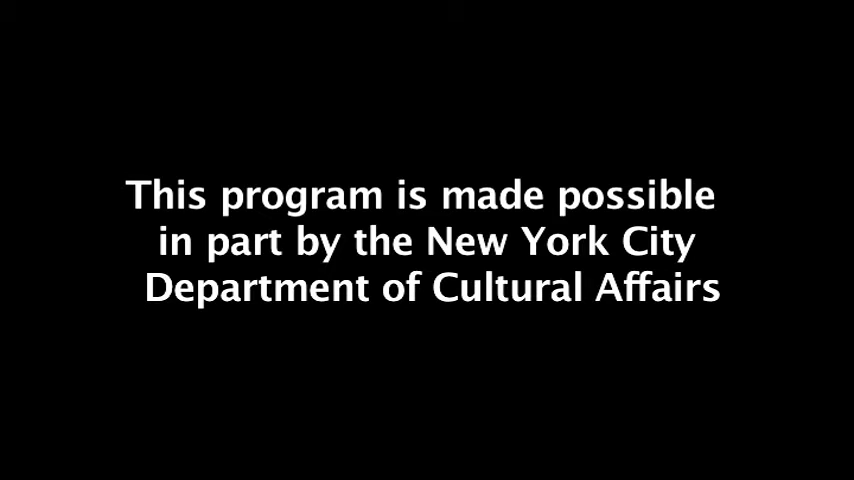 This program is made possible
in part by the New York City
Department of Cultural Affairs